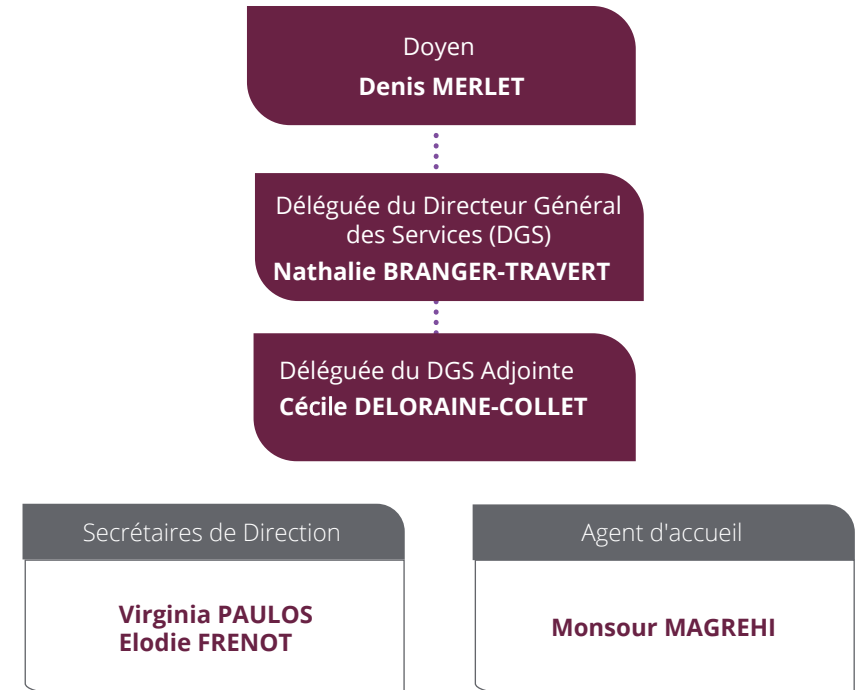 Doyen
Denis MERLET
Déléguée du Directeur Général
des Services (DGS)
Nathalie BRANGER-TRAVERT
Déléguée du DGS Adjointe
Cécile DELORAINE-COLLET
Secrétaires de Direction
Virginia PAULOS
Elodie FRENOT
Agent d'accueil
Monsour MAGREHI